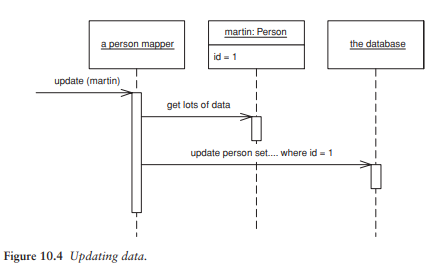 a person mapper
martin: Person
id = 1
the database
update (martin)
get lots of data
update person set.... where id = 1
Figure 10.4 Updating data.